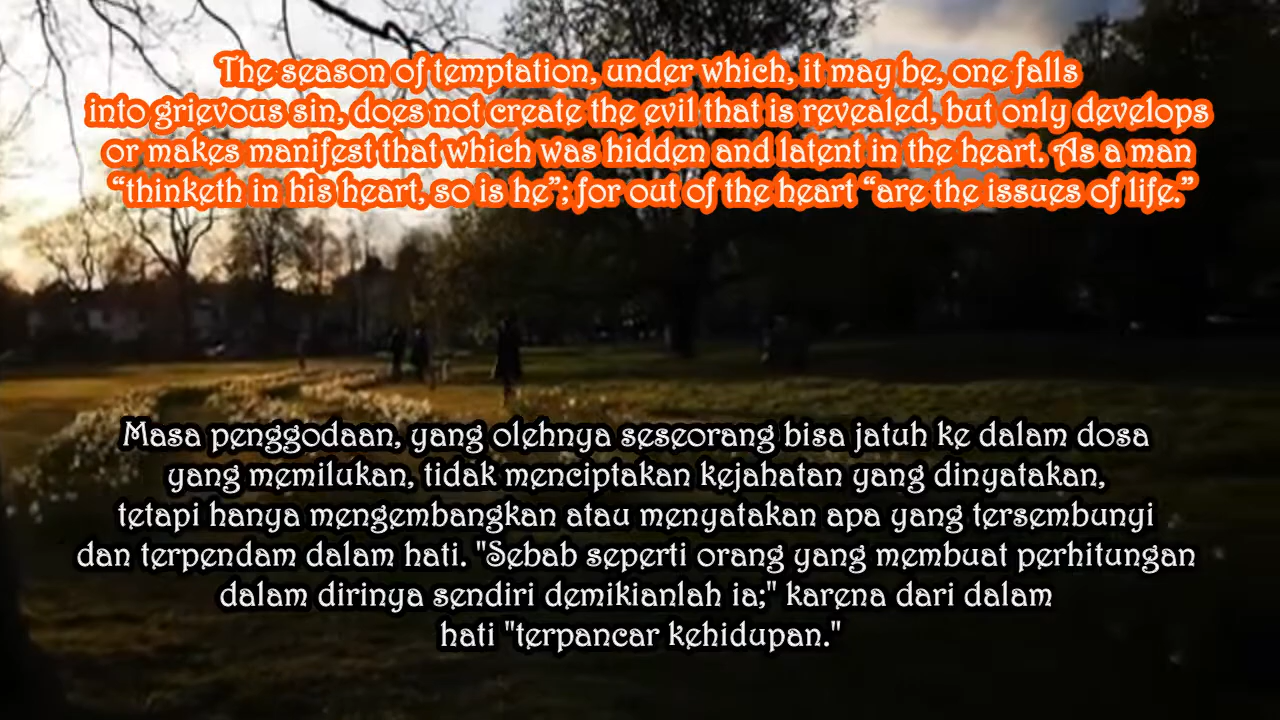 The season of temptation, under which, it may be, one falls
into grievous sin, does not create the evil that is revealed, but only develops
or makes manifest that which was hidden and latent in the heart. As a man
“thinketh in his heart, so is he”; for out of the heart “are the issues of life.”
Masa penggodaan, yang olehnya seseorang bisa jatuh ke dalam dosa
yang memilukan, tidak menciptakan kejahatan yang dinyatakan,
tetapi hanya mengembangkan atau menyatakan apa yang tersembunyi
dan terpendam dalam hati. "Sebab seperti orang yang membuat perhitungan
dalam dirinya sendiri demikianlah ia;" karena dari dalam
hati "terpancar kehidupan."